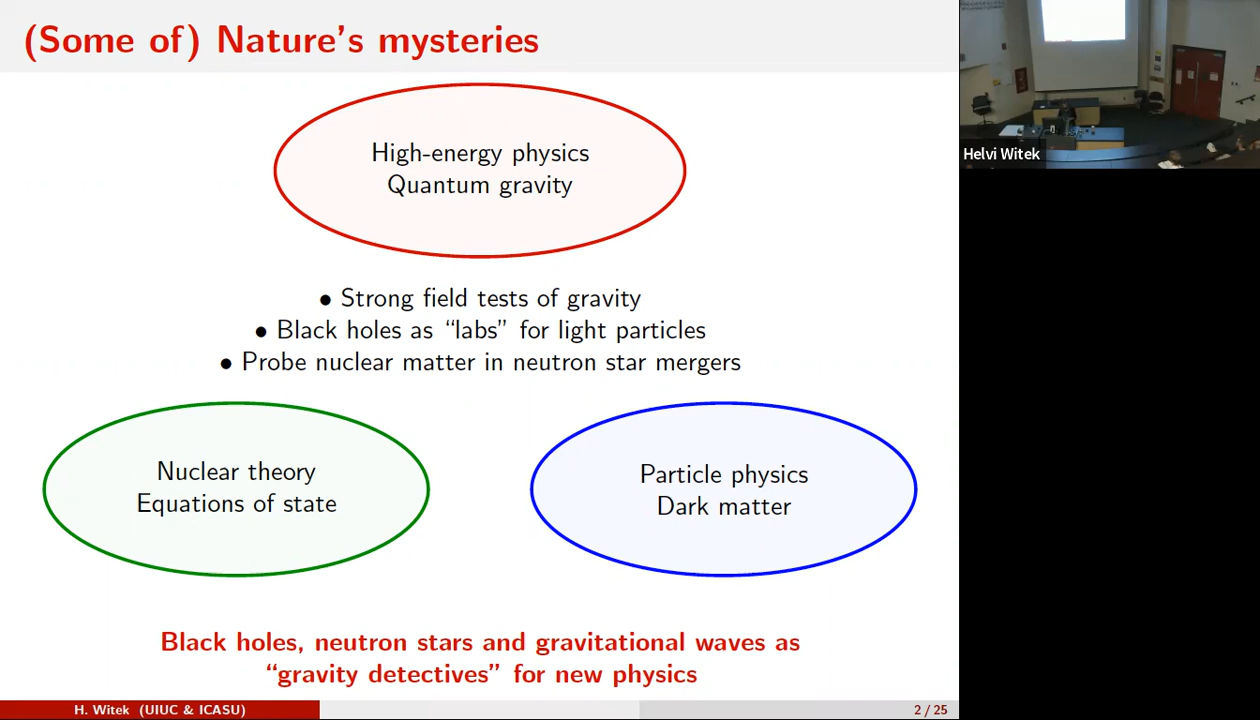 (Some of) Nature's mysteries
High-energy physics
Quantum gravity
• Strong field tests of gravity
• Black holes as “labs” for light particles
• Probe nuclear matter in neutron star mergers
Nuclear theory
Equations of state
Particle physics
Dark matter
Black holes, neutron stars and gravitational waves as
“gravity detectives” for new physics
H. Witek (UIUC & ICASU)
2 / 25
Helvi Witek